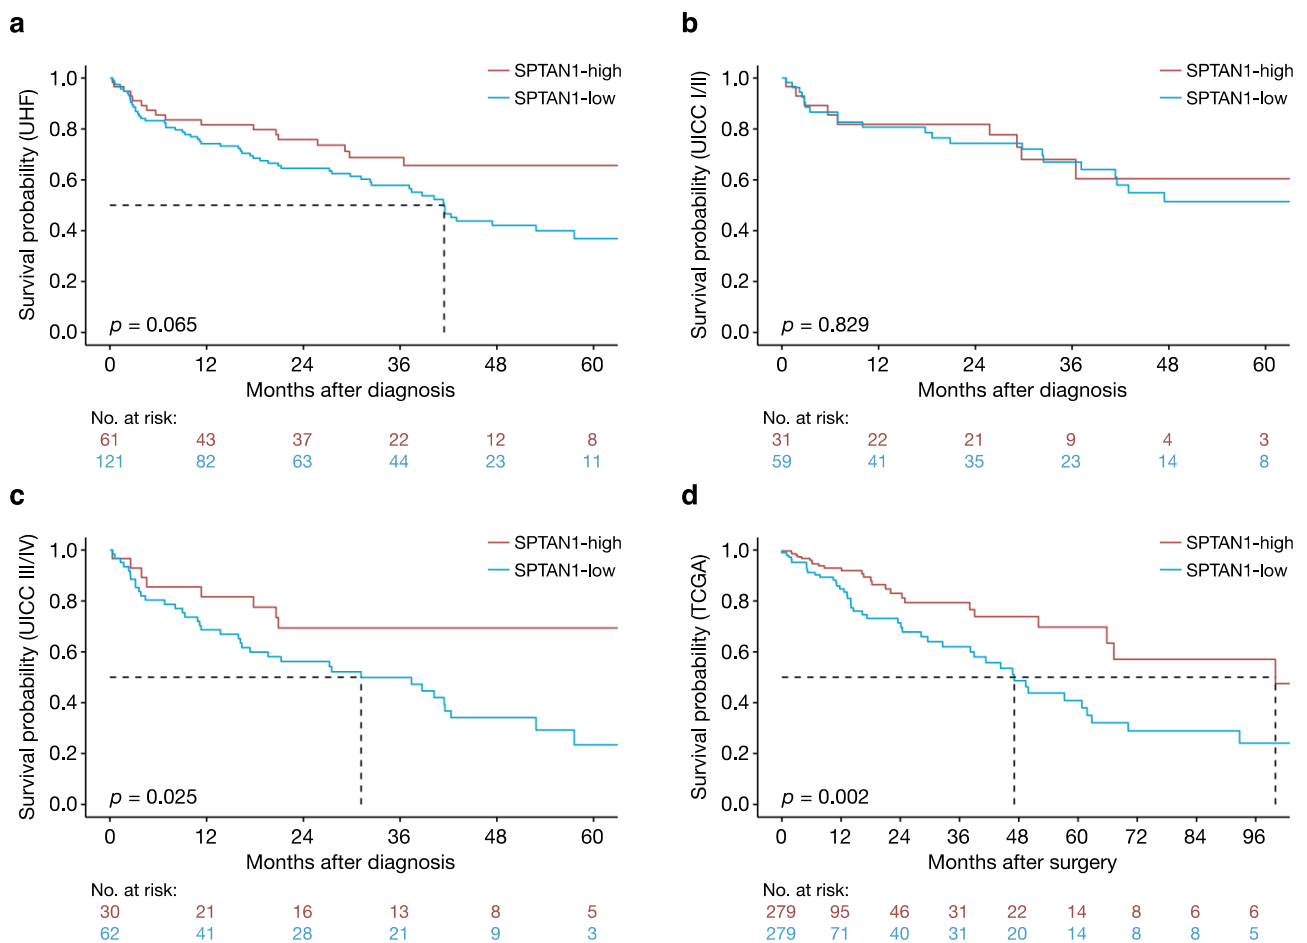 a
SPTAN1-high
SPTAN1-low
Survival probability (UHF)
1.0
0.8
0.6
0.4
0.2
0.0
p = 0.065
0 12 24 36 48 60
Months after diagnosis
No. at risk:
61 43 37 22 12 8
121 82 63 44 23 11
b
SPTAN1-high
SPTAN1-low
Survival probability (UICC I/II)
1.0
0.8
0.6
0.4
0.2
0.0
p = 0.829
0 12 24 36 48 60
Months after diagnosis
No. at risk:
31 22 21 9 4 3
59 41 35 23 14 8
c
SPTAN1-high
SPTAN1-low
Survival probability (UICC III/IV)
1.0
0.8
0.6
0.4
0.2
0.0
p = 0.025
0 12 24 36 48 60
Months after diagnosis
No. at risk:
30 21 16 13 8 5
62 41 28 21 9 3
d
SPTAN1-high
SPTAN1-low
Survival probability (TCGA)
1.0
0.8
0.6
0.4
0.2
0.0
p = 0.002
0 12 24 36 48 60 72 84 96
Months after surgery
No. at risk:
279 95 46 31 22 14 8 6 6
279 71 40 31 20 14 8 8 5